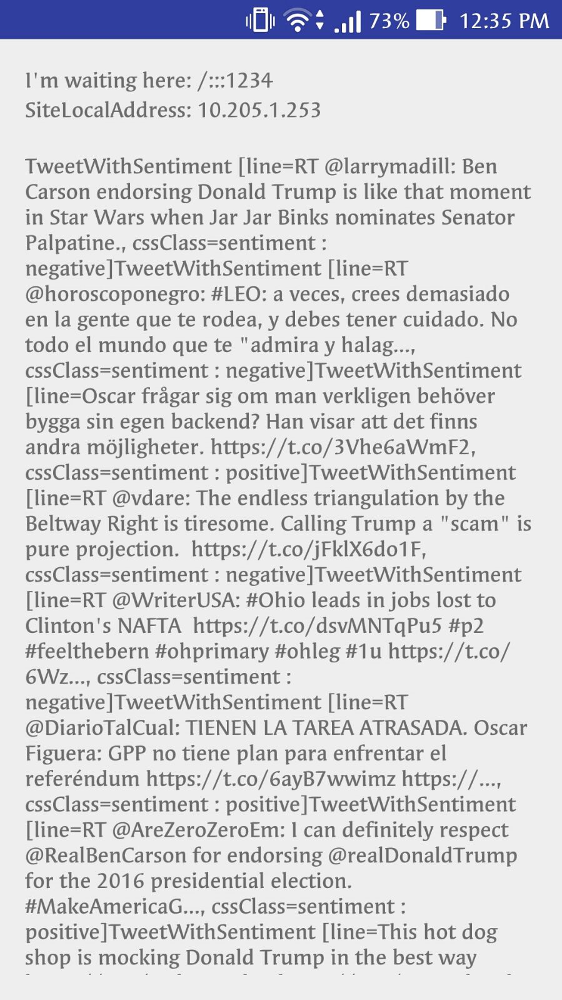 73% 12:35 PM
I'm waiting here: /:::1234
SiteLocalAddress: 10.205.1.253
TweetWithSentiment [line=RT @larrymadill: Ben
Carson endorsing Donald Trump is like that moment
in Star Wars when Jar Jar Binks nominates Senator
Palpatine., cssClass=sentiment :
negative]TweetWithSentiment [line=RT
@horoscoponegro: #LEO: a veces, crees demasiado
en la gente que te rodea, y debes tener cuidado. No
todo el mundo que te "admira y halag...,
cssClass=sentiment : negative]TweetWithSentiment
[line=Oscar frågar sig om man verkligen behöver
bygga sin egen backend? Han visar att det finns
andra möjligheter. https://t.co/3Vhe6aWmF2,
cssClass=sentiment : positive]TweetWithSentiment
[line=RT @vdare: The endless triangulation by the
Beltway Right is tiresome. Calling Trump a "scam" is
pure projection.  https://t.co/jFklX6do1F,
cssClass=sentiment : negative]TweetWithSentiment
[line=RT @WriterUSA: #Ohio leads in jobs lost to
Clinton's NAFTA  https://t.co/dsvMNTqPu5 #p2
#feelthebern #ohprimary #ohleg #1u https://t.co/
6Wz..., cssClass=sentiment :
negative]TweetWithSentiment [line=RT
@DiarioTalCual: TIENEN LA TAREA ATRASADA. Oscar
Figuera: GPP no tiene plan para enfrentar el
referéndum https://t.co/6ayB7wwimz https://...,
cssClass=sentiment : positive]TweetWithSentiment
[line=RT @AreZeroZeroEm: I can definitely respect
@RealBenCarson for endorsing @realDonaldTrump
for the 2016 presidential election.
#MakeAmericaG..., cssClass=sentiment :
positive]TweetWithSentiment [line=This hot dog
shop is mocking Donald Trump in the best way